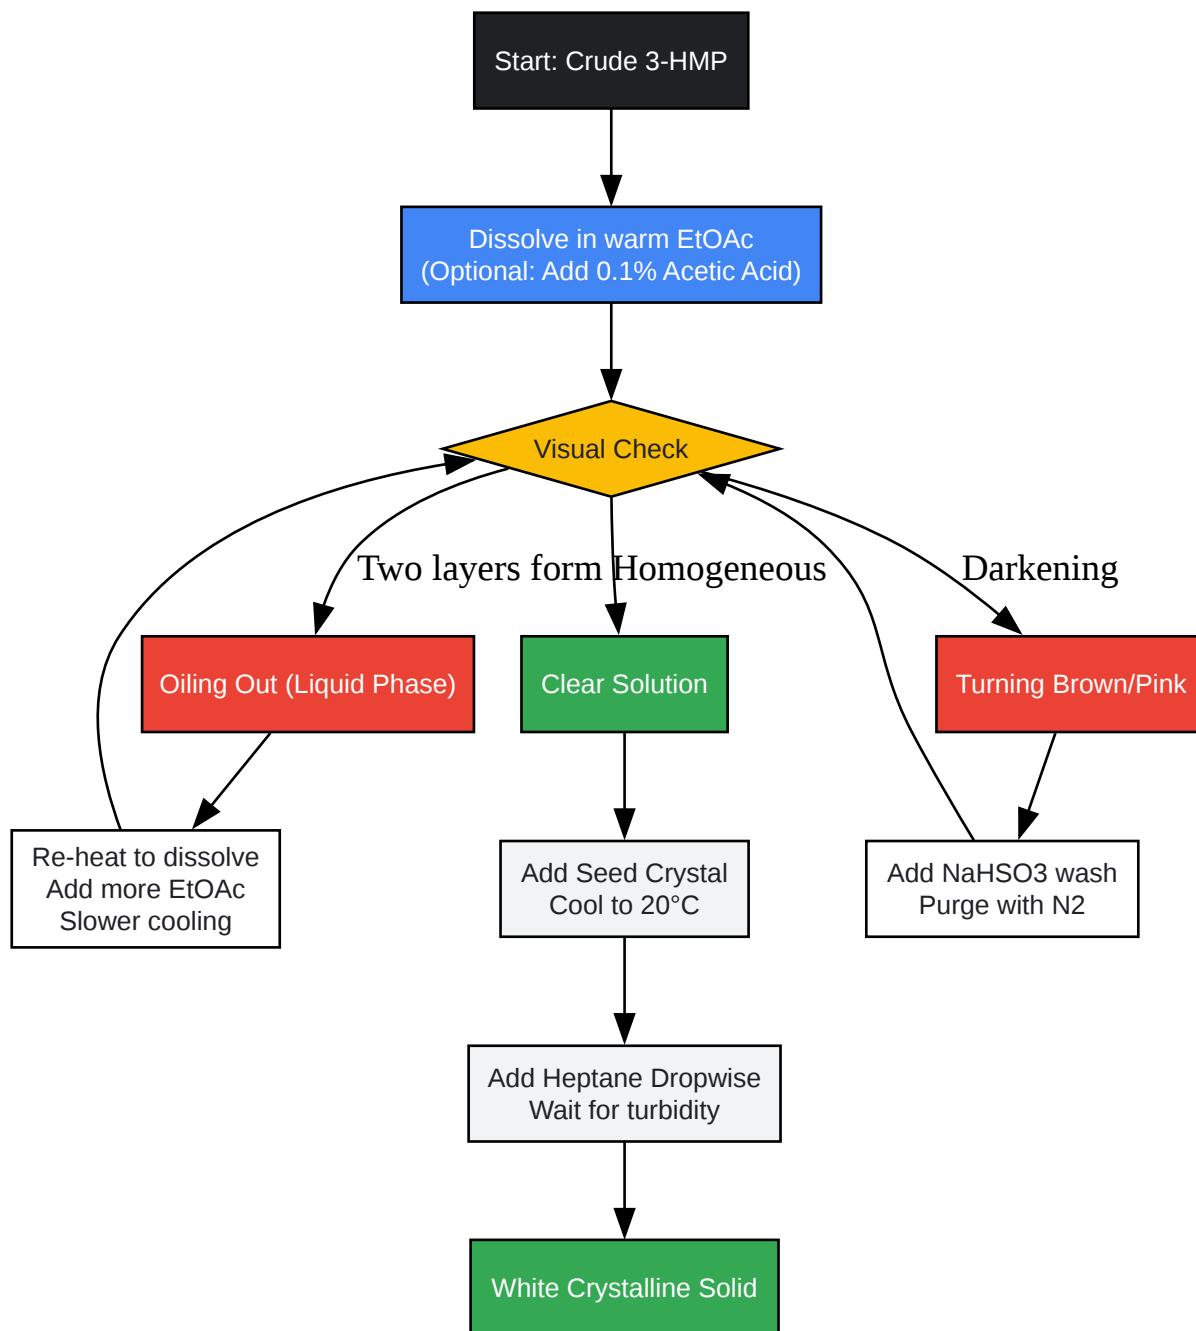 Start: Crude 3-HMP
Dissolve in warm EtOAc
(Optional: Add 0.1% Acetic Acid)
Visual Check
Two layers form
Homogeneous
Darkening
Oiling Out (Liquid Phase)
Clear Solution
Turning Brown/Pink
Re-heat to dissolve
Add more EtOAc
Slower cooling
Add Seed Crystal
Cool to 20°C
Add NaHSO3 wash
Purge with N2
Add Heptane Dropwise
Wait for turbidity
White Crystalline Solid